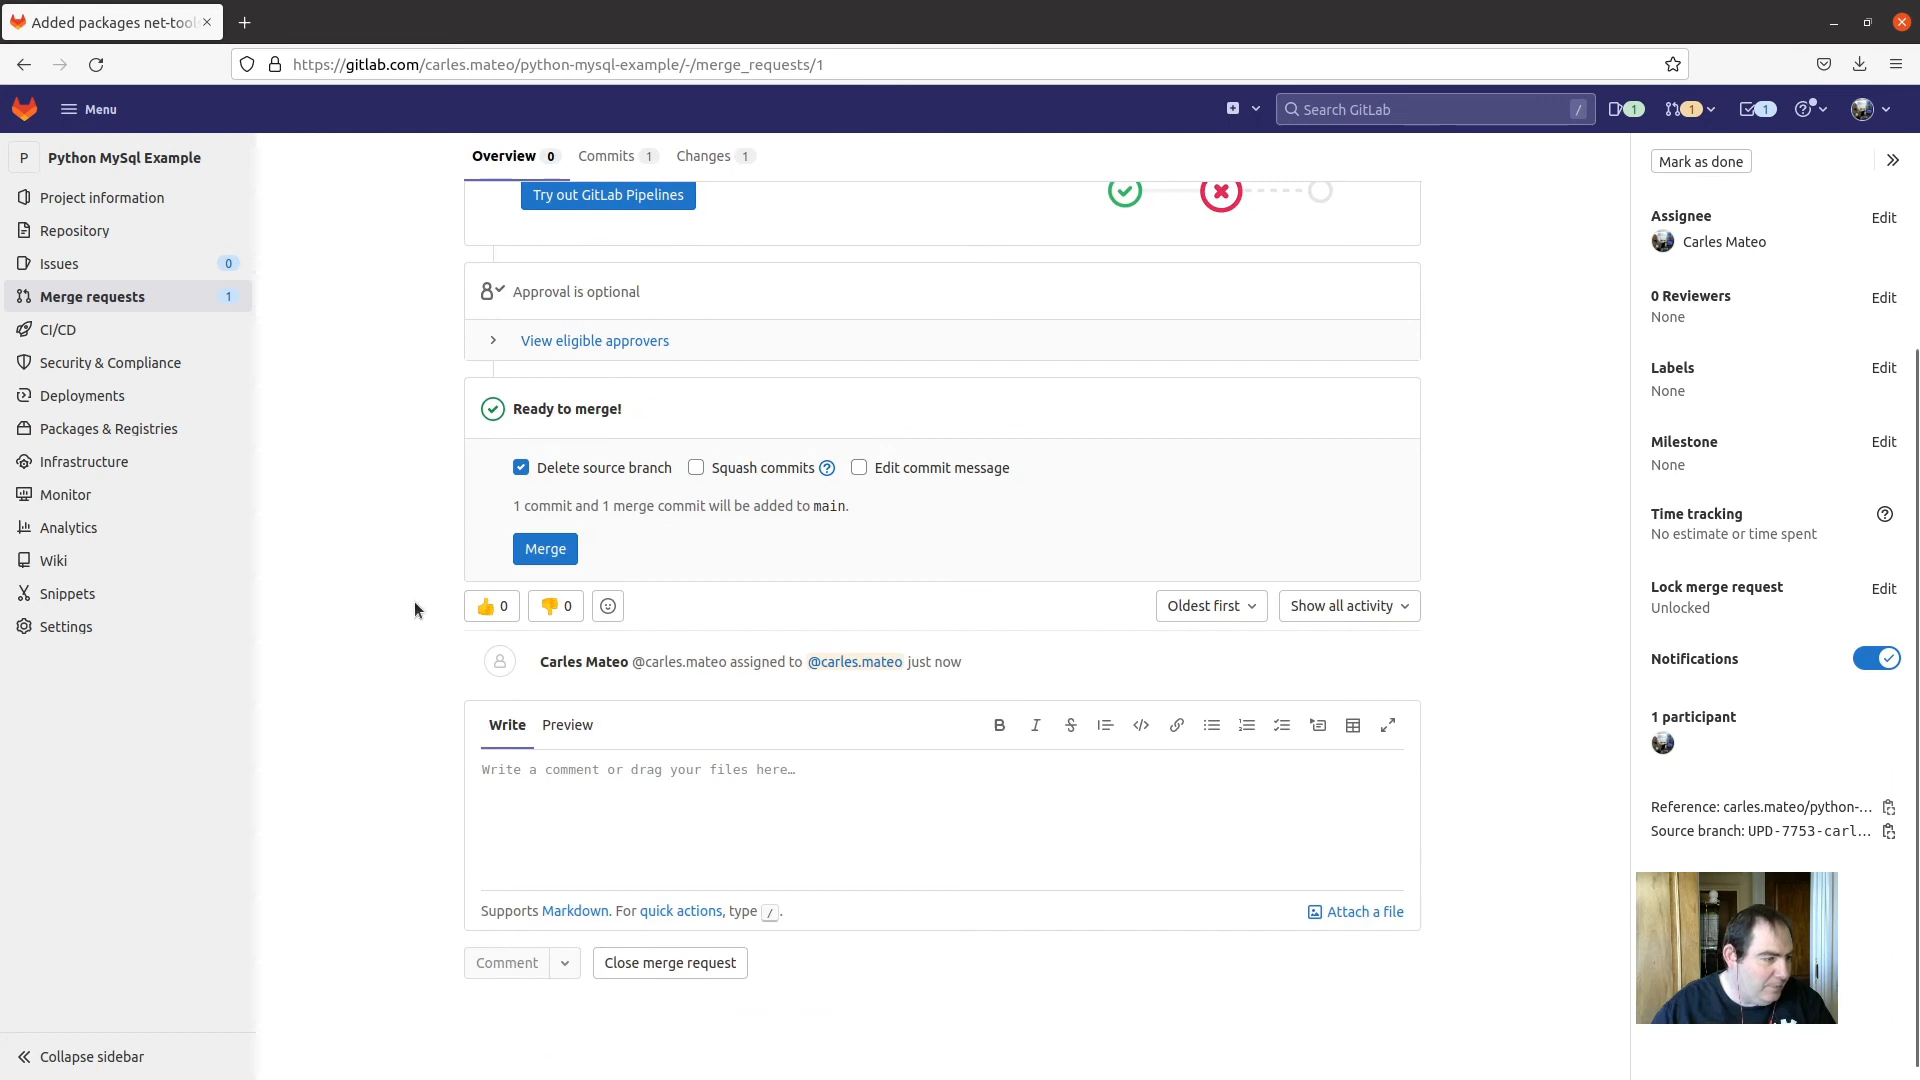 Added packages net-tool
https://gitlab.com/carles.mateo/python-mysql-example/-/merge_requests/1
Menu
Search GitLab
/
1
1
1
P
Python MySql Example
Project information
Repository
Issues
0
Merge requests
1
CI/CD
Security & Compliance
Deployments
Packages & Registries
Infrastructure
Monitor
Analytics
Wiki
Snippets
Settings
Collapse sidebar
Overview 0
Commits 1
Changes 1
Try out GitLab Pipelines
Approval is optional
View eligible approvers
Ready to merge!
Delete source branch
Squash commits
Edit commit message
1 commit and 1 merge commit will be added to main.
Merge
0
0
Oldest first
Show all activity
Carles Mateo @carles.mateo assigned to @carles.mateo just now
Write
Preview
Write a comment or drag your files here…
Supports Markdown. For quick actions, type /.
Attach a file
Comment
Close merge request
Mark as done
Assignee
Edit
Carles Mateo
0 Reviewers
Edit
None
Labels
Edit
None
Milestone
Edit
None
Time tracking
No estimate or time spent
Lock merge request
Edit
Unlocked
Notifications
1 participant
Reference: carles.mateo/python-...
Source branch: UPD-7753-carl...